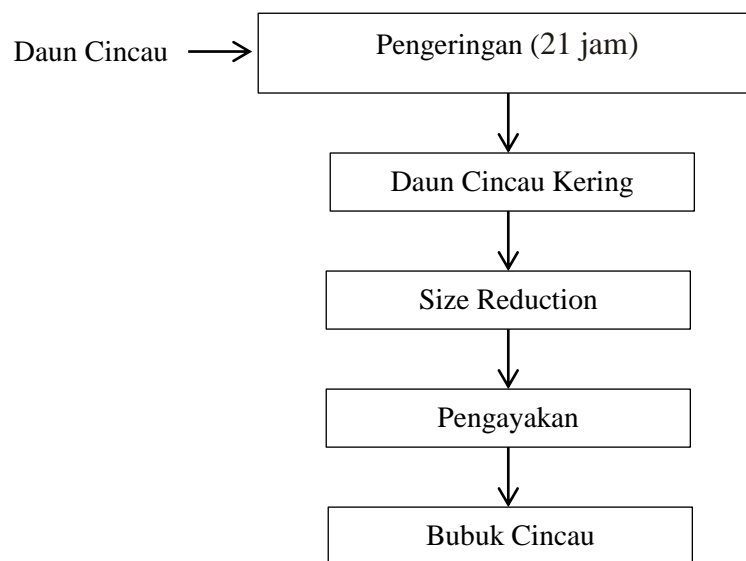 Daun Cincau
Pengeringan (21 jam)
Daun Cincau Kering
Size Reduction
Pengayakan
Bubuk Cincau